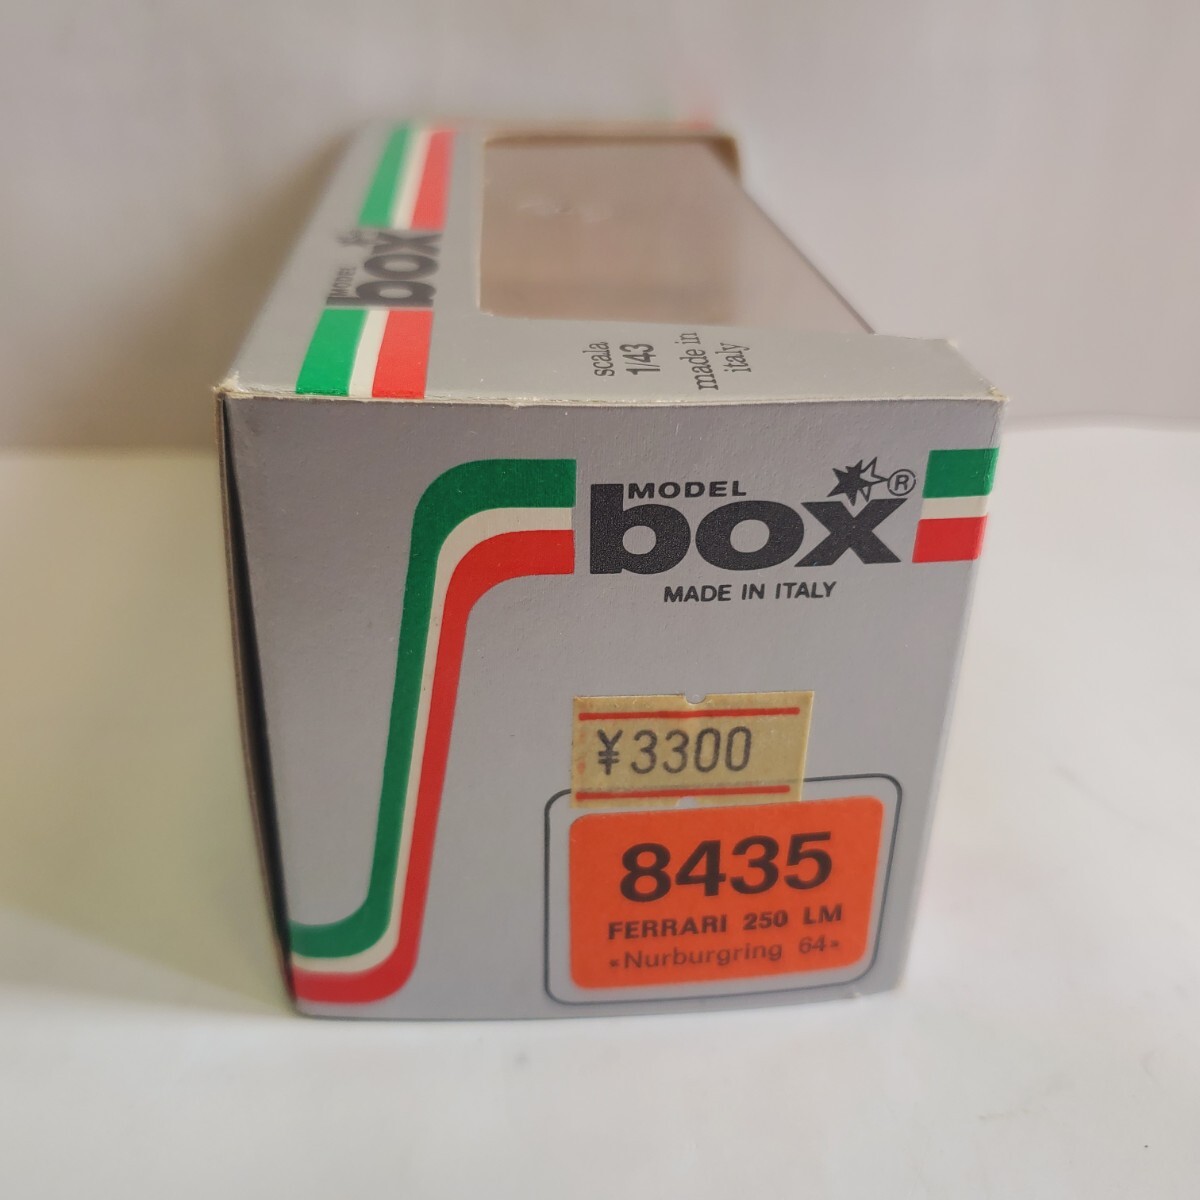 MODEL
box
scala
1/43
made in
italy
MODEL
box ®
MADE IN ITALY
¥3300
8435
FERRARI 250 LM
«Nurburgring 64»